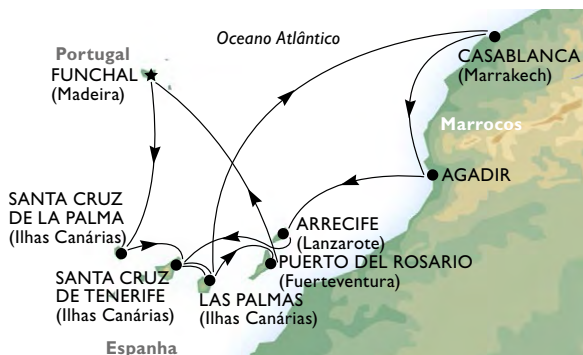 Oceano Atlântico
Portugal
FUNCHAL
(Madeira)
CASABLANCA
(Marrakech)
Marrocos
AGADIR
SANTA CRUZ
DE LA PALMA
(Ilhas Canárias)
ARRECIFE
(Lanzarote)
PUERTO DEL ROSARIO
(Fuerteventura)
SANTA CRUZ
DE TENERIFE
(Ilhas Canárias)
LAS PALMAS
(Ilhas Canárias)
Espanha